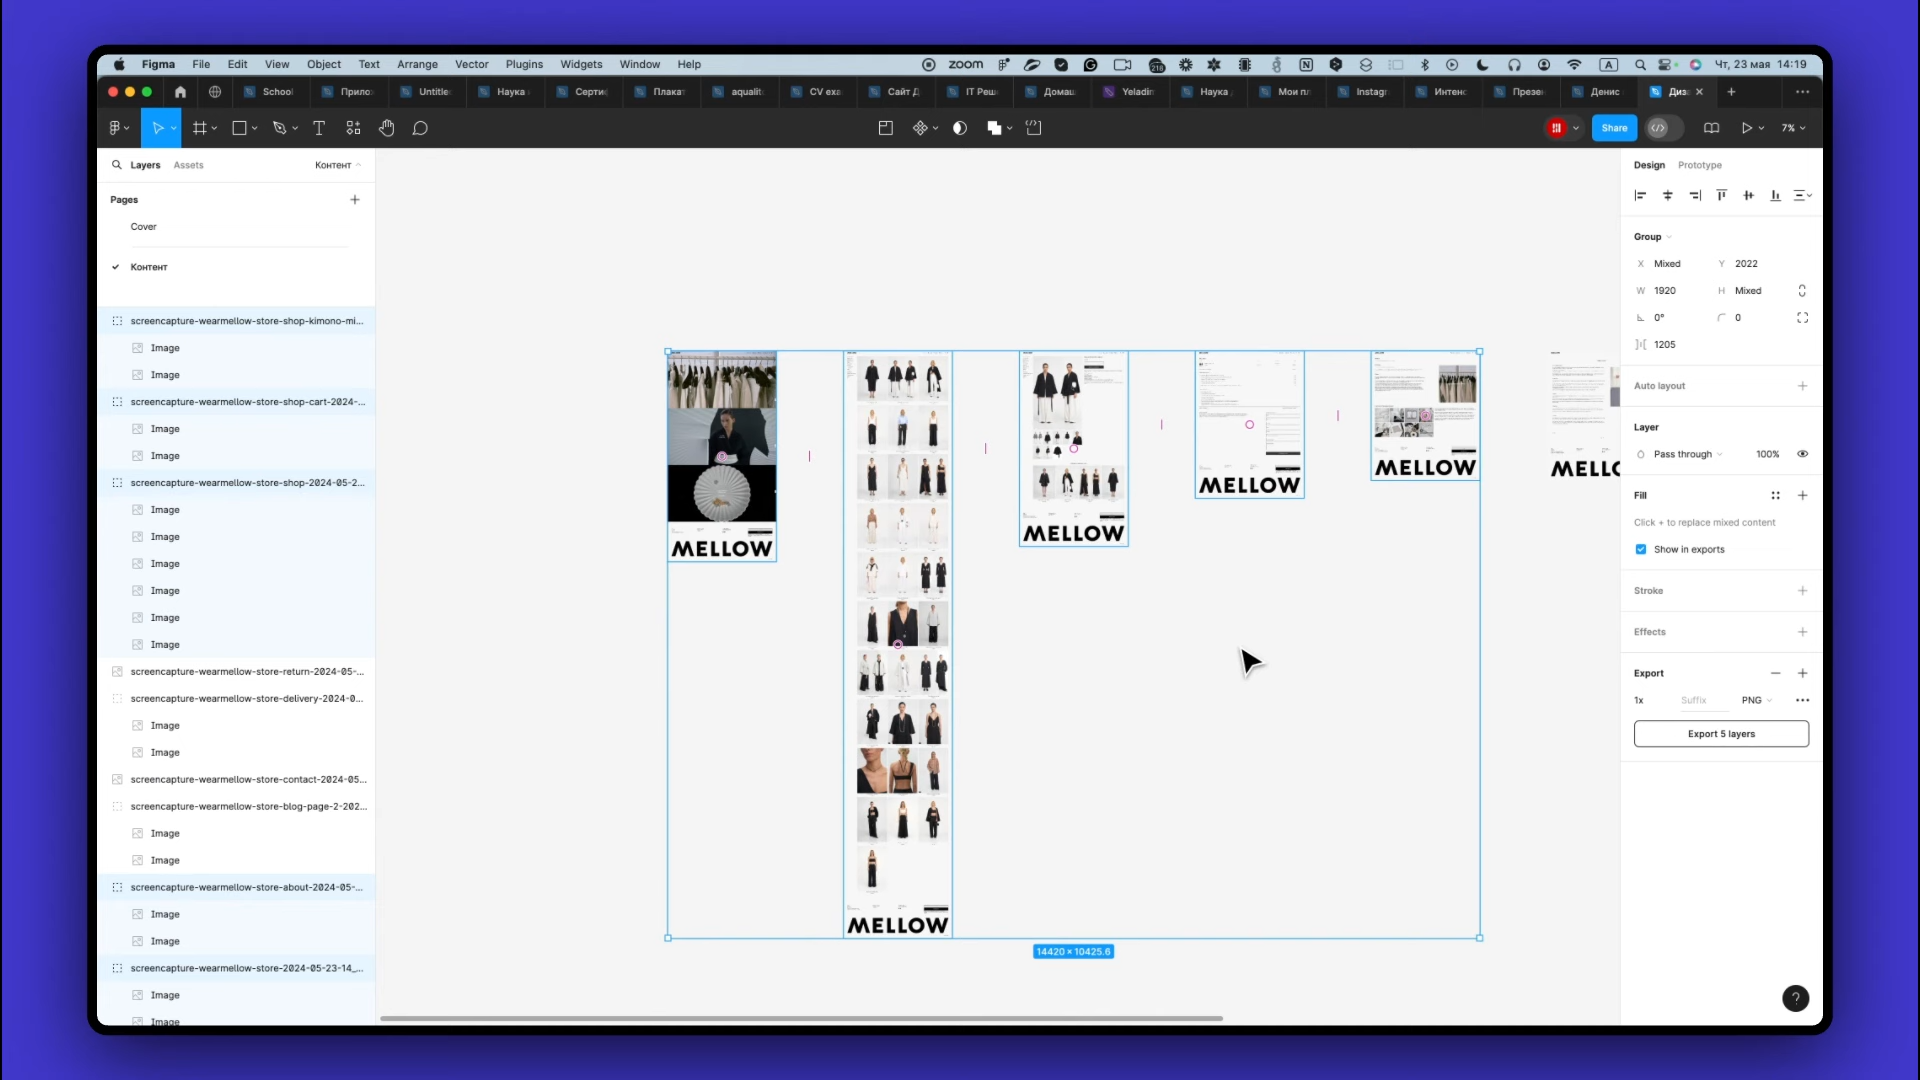 Figma File Edit View Object Text Arrange Vector Plugins Widgets Window Help
zoom 218 A Чт, 23 мая 14:19
School Прило Untitle Наука Серти Плака aqualit CV exa. Сайт Д IT Реш Домаш Yeladin Наука Мои пл Instagr Интен Презен Денис Диз
Share 7%
Layers Assets Контент
Pages
Cover
Контент
screencapture-wearmellow-store-shop-kimono-mi...
Image
Image
screencapture-wearmellow-store-shop-cart-2024-...
Image
Image
screencapture-wearmellow-store-shop-2024-05-2...
Image
Image
Image
Image
Image
Image
screencapture-wearmellow-store-return-2024-05-...
screencapture-wearmellow-store-delivery-2024-0...
Image
Image
screencapture-wearmellow-store-contact-2024-05...
screencapture-wearmellow-store-blog-page-2-202...
Image
Image
screencapture-wearmellow-store-about-2024-05-...
Image
Image
screencapture-wearmellow-store-2024-05-23-14_...
Image
Image
MELLOW
MELLOW
MELLOW
MELLOW
MELLOW
MELLO
14420 × 10425.6
Design Prototype
Group
X Mixed Y 2022
W 1920 H Mixed
0° 0
1205
Auto layout
Layer
Pass through 100%
Fill
Click + to replace mixed content
Show in exports
Stroke
Effects
Export
1x Suffix PNG
Export 5 layers
?